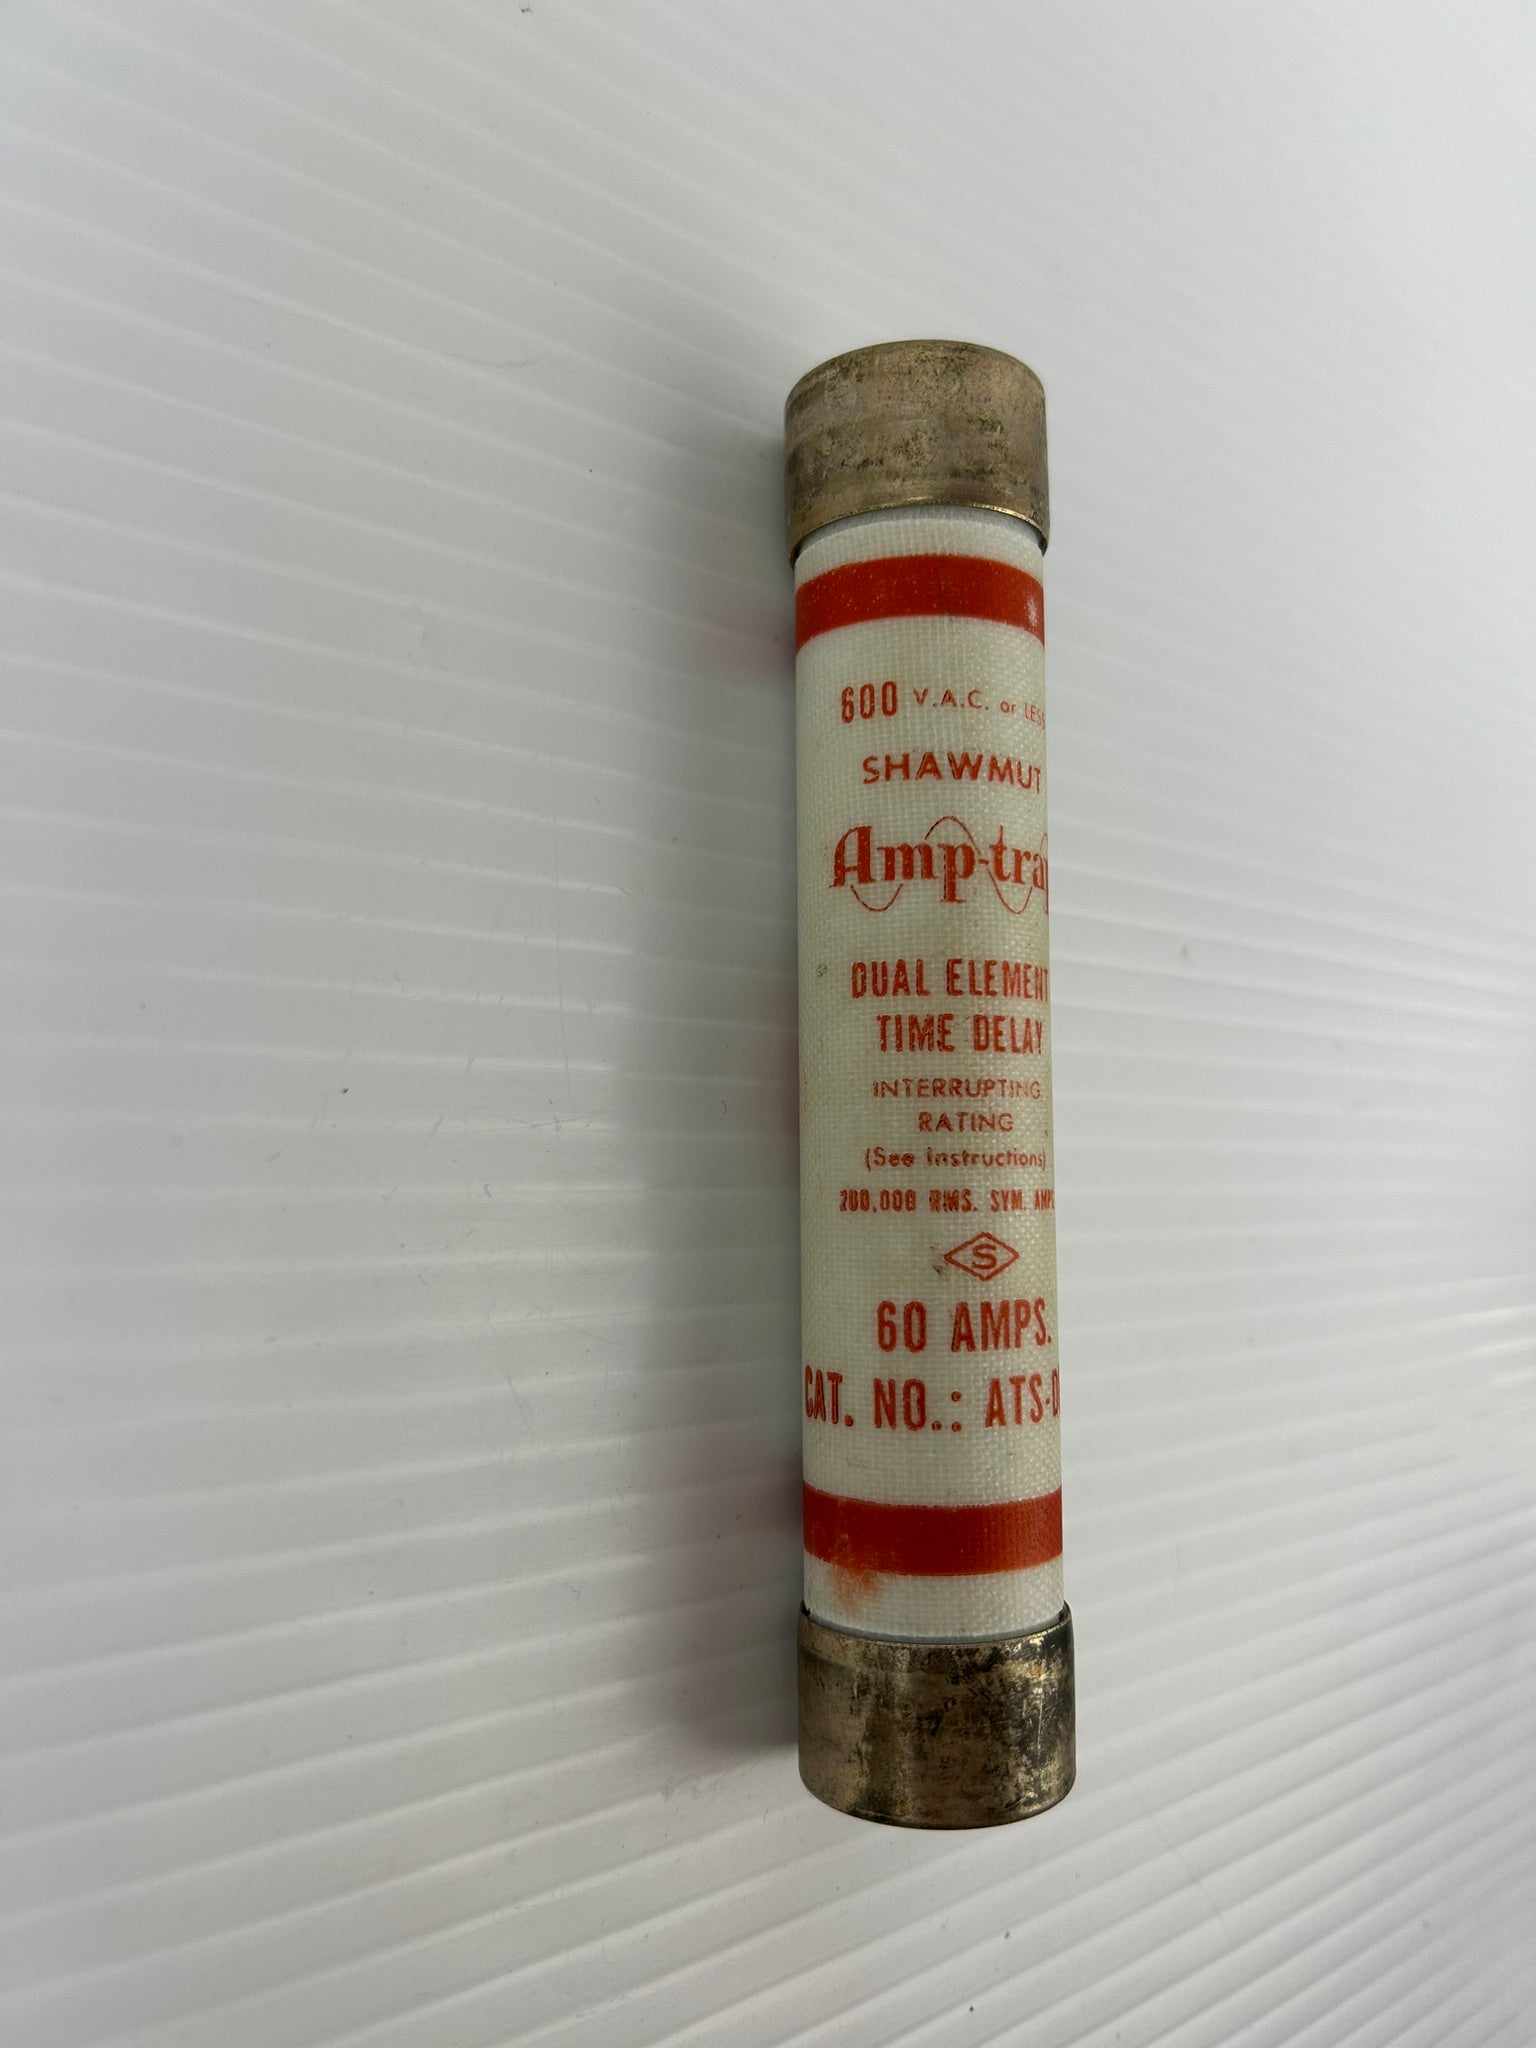 600 V.A.C. or LESS
SHAWMUT
Amp-tra
DUAL ELEMENT
TIME DELAY
INTERRUPTING
RATING
(See instructions)
200,000 RMS. SYM. AMPS
S
60 AMPS.
CAT. NO.: ATS-D